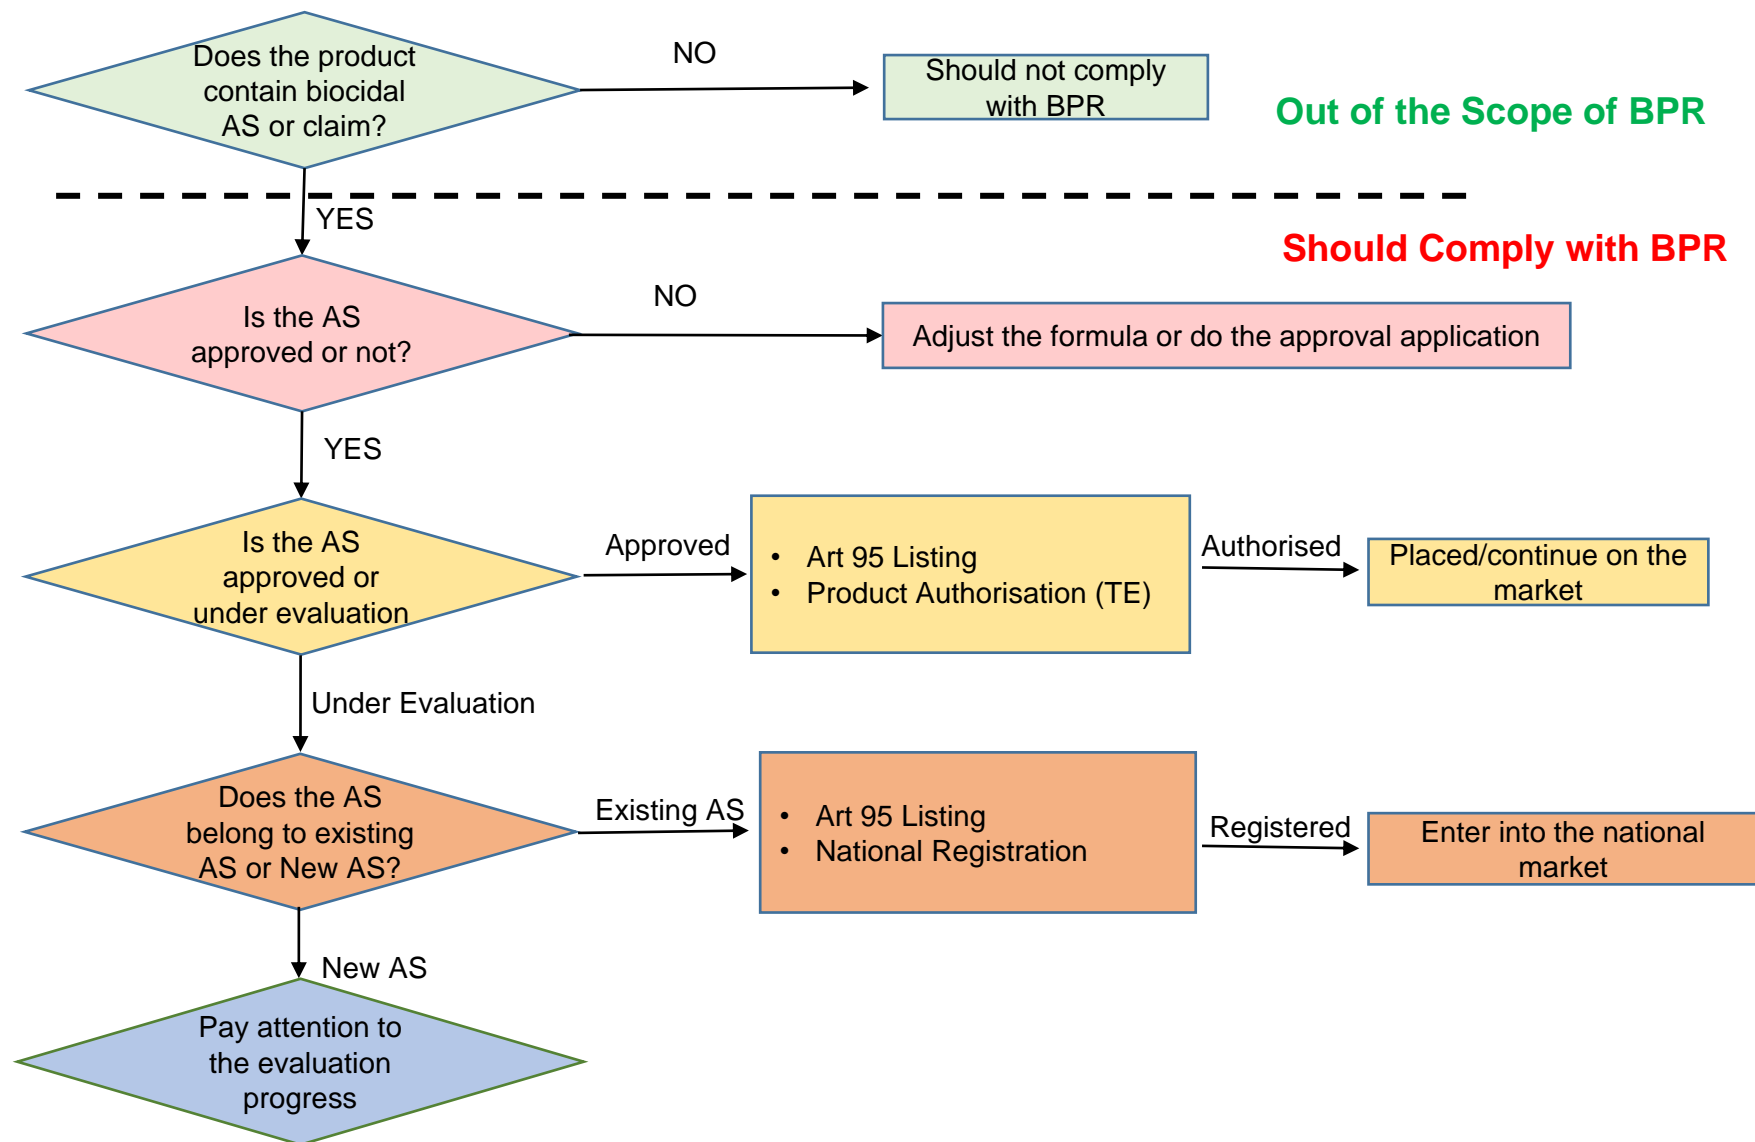 Does the product
contain biocidal
AS or claim?
NO
Should not comply
with BPR
Out of the Scope of BPR
YES
Should Comply with BPR
Is the AS
approved or not?
NO
Adjust the formula or do the approval application
YES
Is the AS
approved or
under evaluation
Approved
• Art 95 Listing
• Product Authorisation (TE)
Authorised
Placed/continue on the
market
Under Evaluation
Does the AS
belong to existing
AS or New AS?
Existing AS
• Art 95 Listing
• National Registration
Registered
Enter into the national
market
New AS
Pay attention to
the evaluation
progress